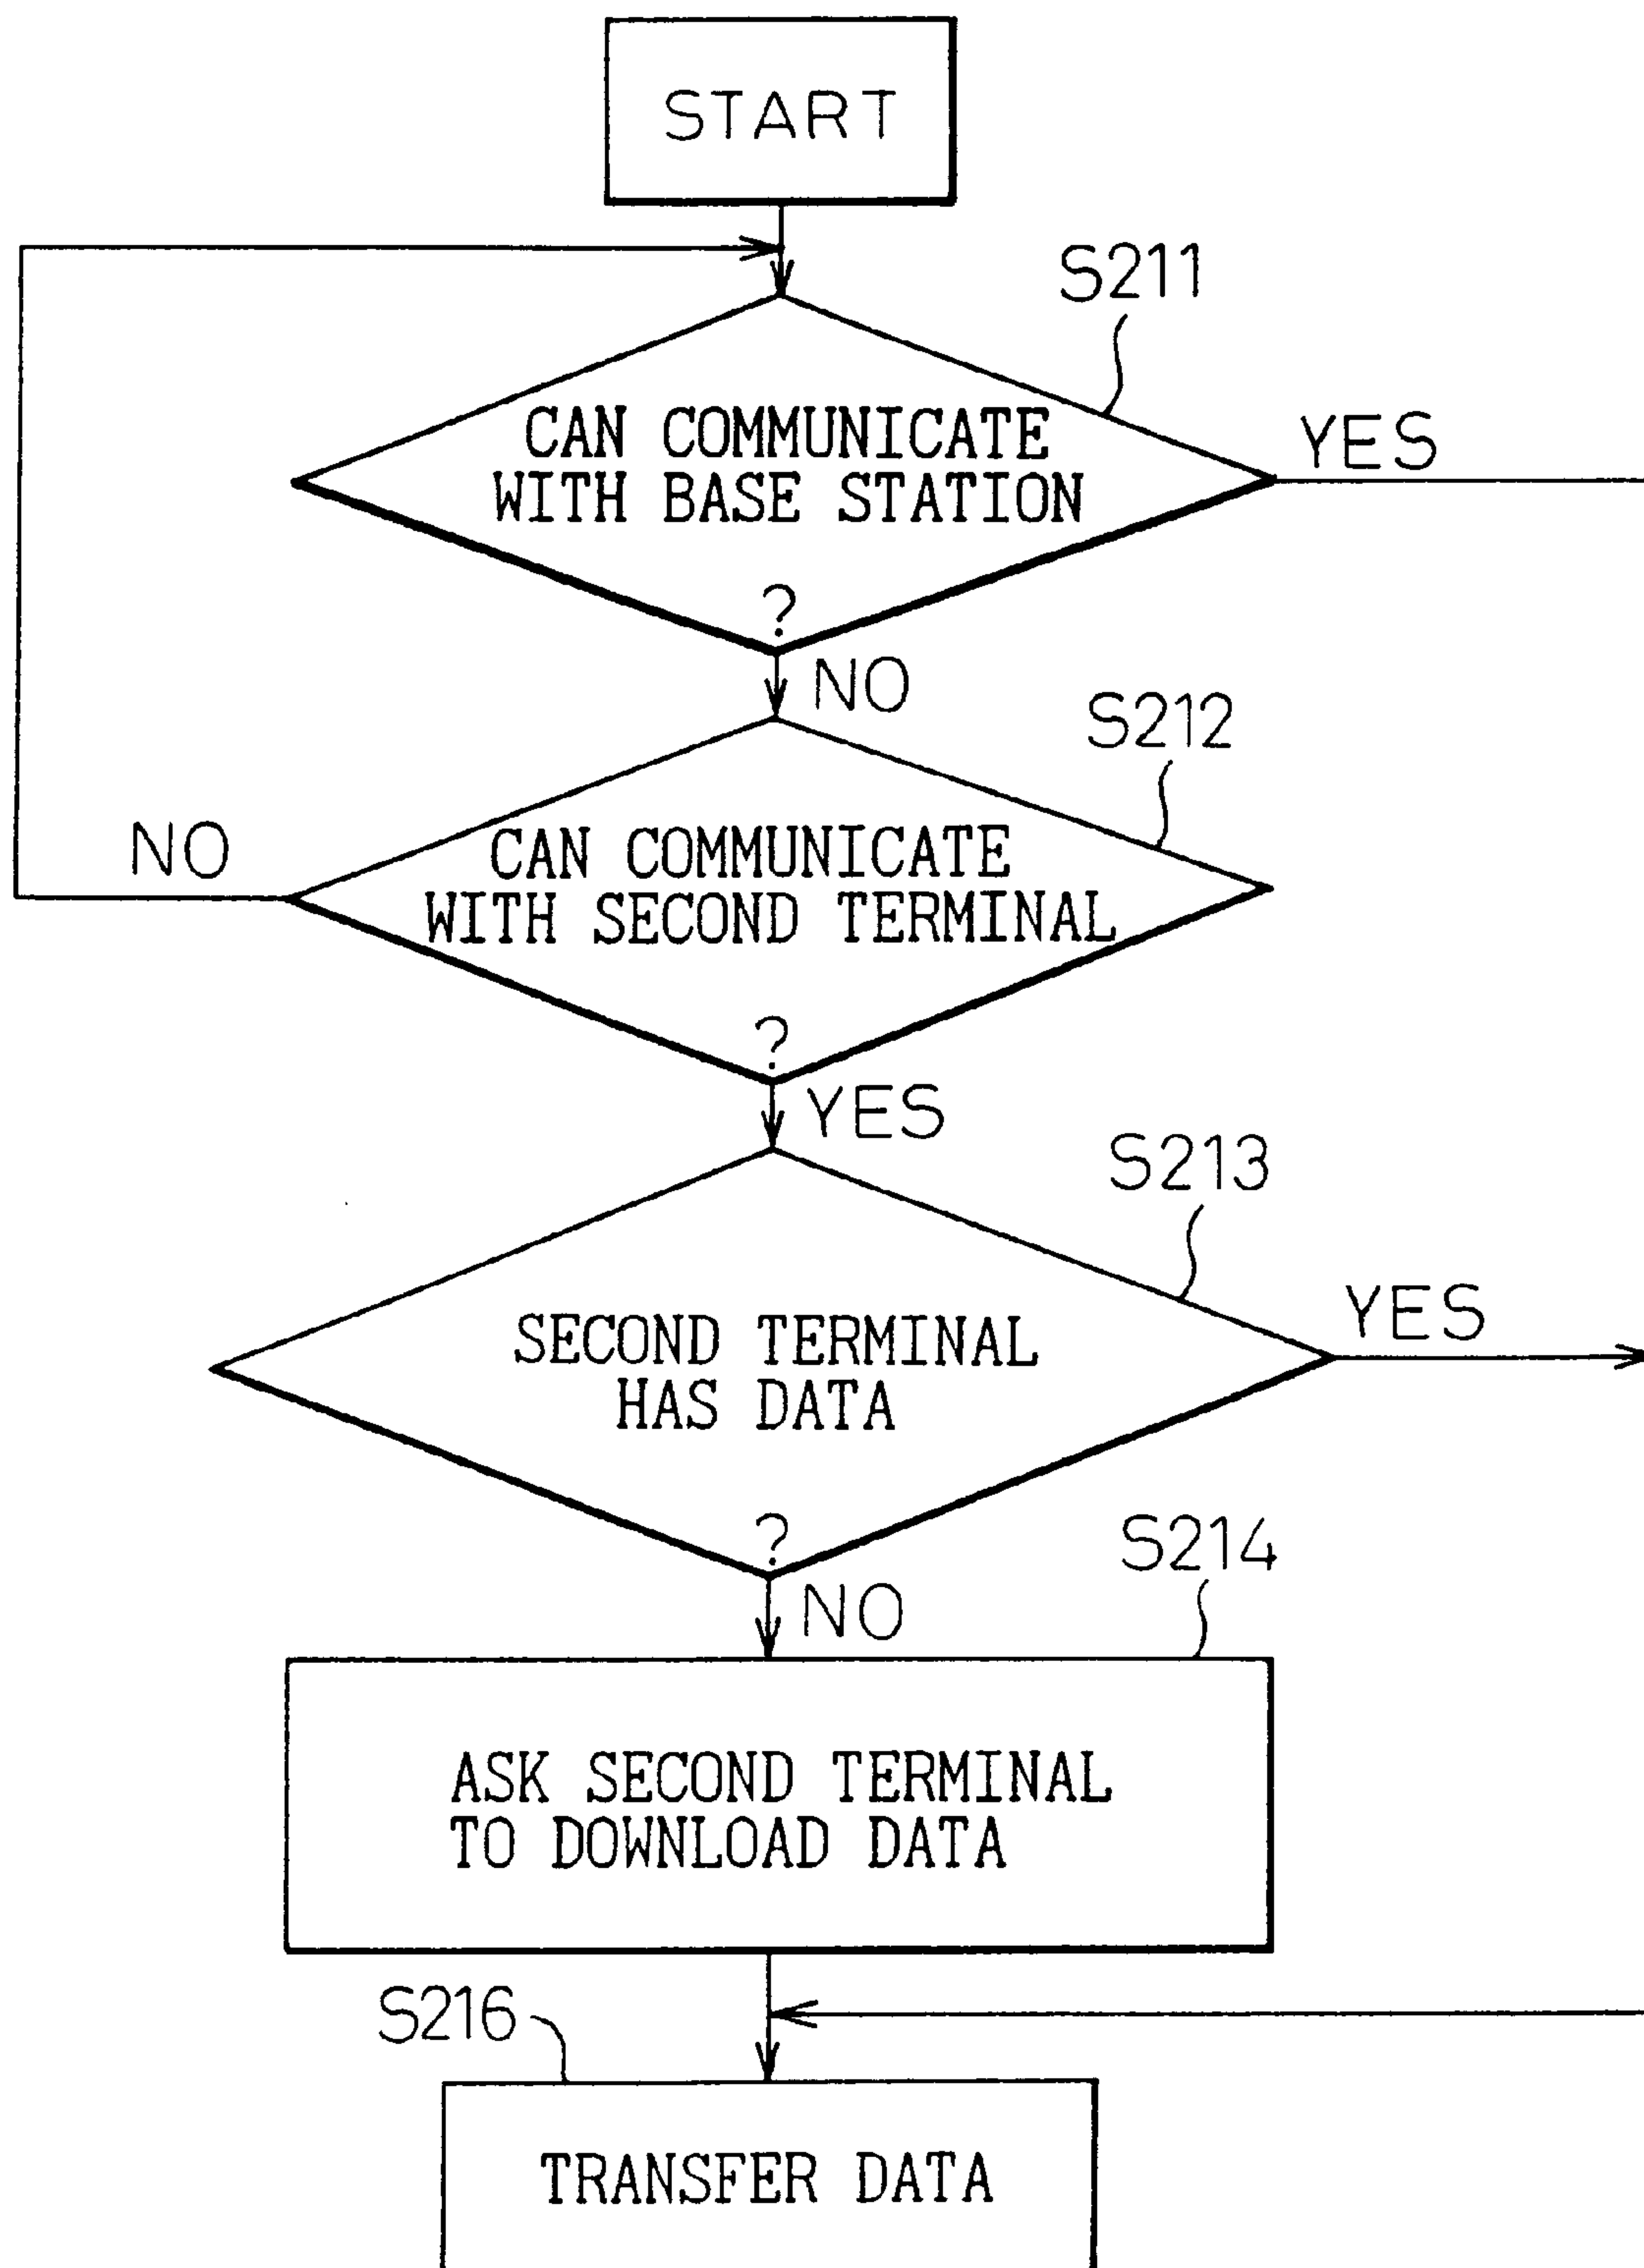 START
S211
CAN COMMUNICATE
WITH BASE STATION
?
YES
NO
S212
CAN COMMUNICATE
WITH SECOND TERMINAL
?
NO
YES
S213
SECOND TERMINAL
HAS DATA
?
YES
NO
S214
ASK SECOND TERMINAL
TO DOWNLOAD DATA
S216
TRANSFER DATA